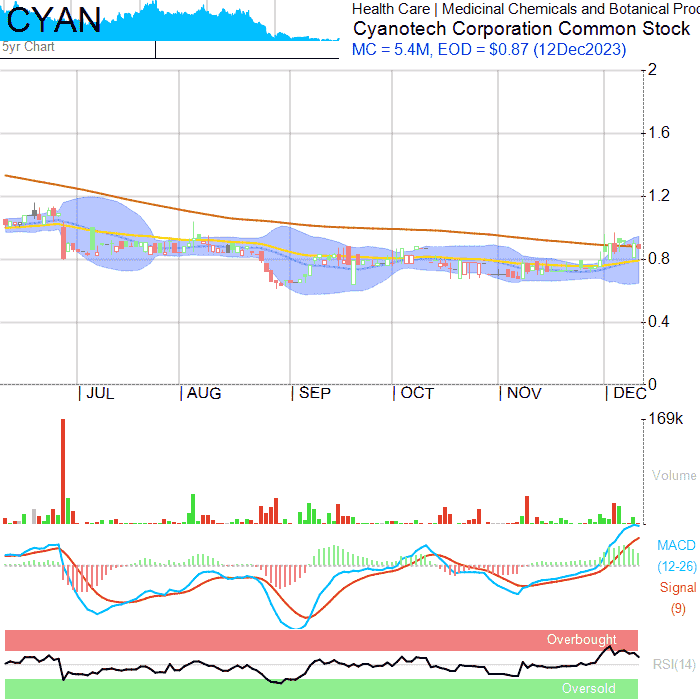 CYAN
5yr Chart
Health Care | Medicinal Chemicals and Botanical Proc
Cyanotech Corporation Common Stock
MC = 5.4M, EOD = $0.87 (12Dec2023)
2
1.6
1.2
0.8
0.4
0
| JUL | AUG | SEP | OCT | NOV | DEC
169k
Volume
MACD
(12-26)
Signal
(9)
Overbought
RSI(14)
Oversold